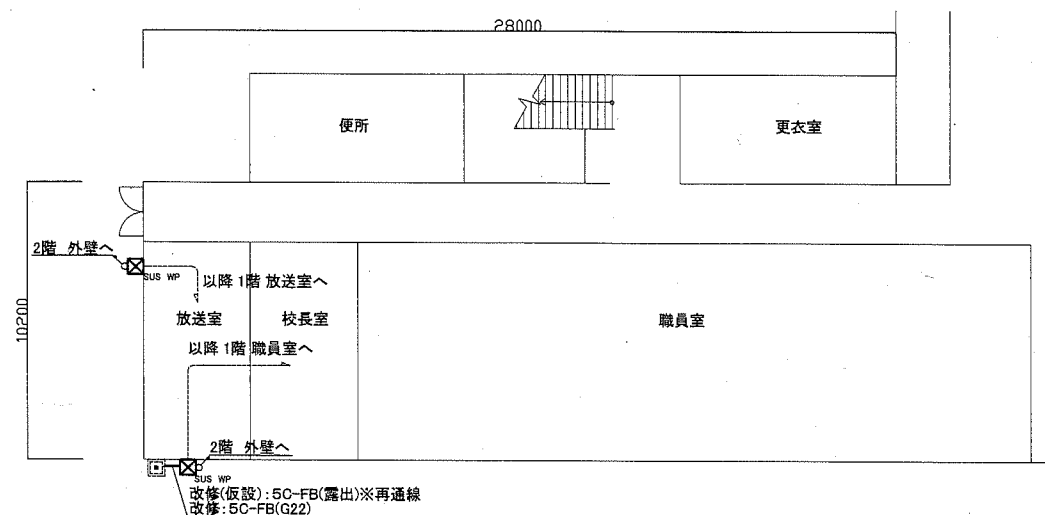 28000
便所
更衣室
10200
2階 外壁へ
SUS WP
以降 1階 放送室へ
放送室
校長室
職員室
以降 1階 職員室へ
2階 外壁へ
SUS WP
改修(仮設):5C-FB(露出)※再通線
改修:5C-FB(G22)